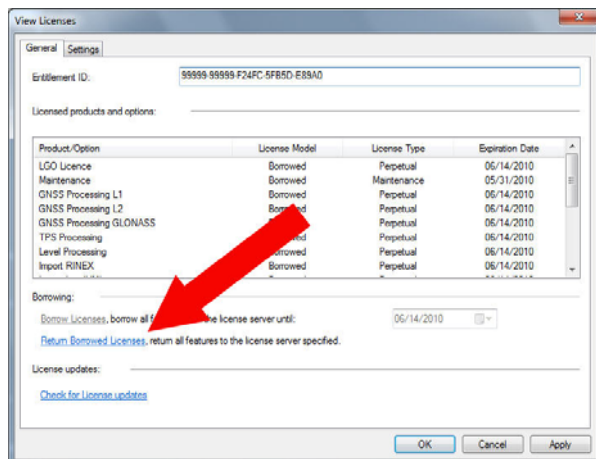 View Licenses
General Settings
Entitlement ID: 99999-99999-F24FC-5FB5D-E89A0
Licensed products and options:
Product/Option License Model License Type Expiration Date
LGO Licence Borrowed Perpetual 06/14/2010
Maintenance Borrowed Maintenance 05/31/2010
GNSS Processing L1 Borrowed Perpetual 06/14/2010
GNSS Processing L2 Borrowed Perpetual 06/14/2010
GNSS Processing GLONASS Perpetual 06/14/2010
TPS Processing Perpetual 06/14/2010
Level Processing Perpetual 06/14/2010
Import RINEX Perpetual 06/14/2010
Borrowing:
Borrow Licenses, borrow all the license server until: 06/14/2010
Return Borrowed Licenses, return all features to the license server specified.
License updates:
Check for License updates
OK Cancel Apply